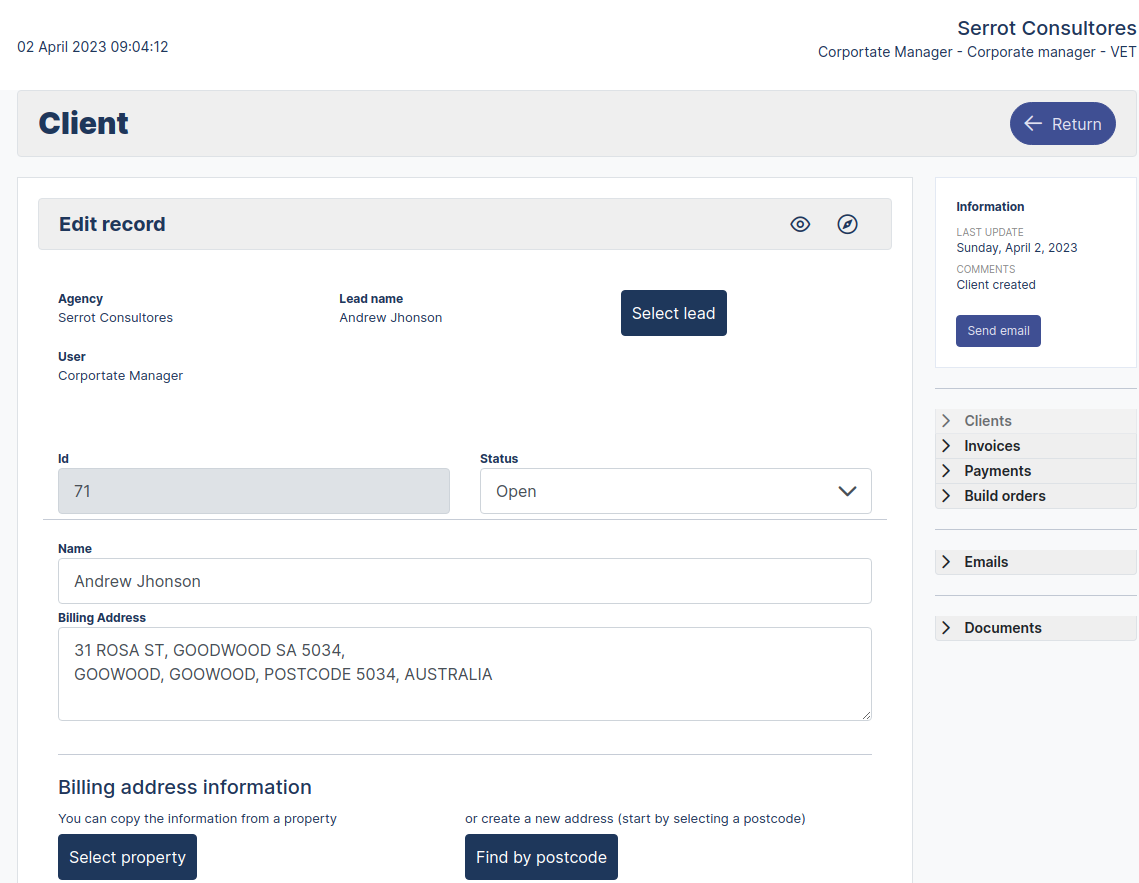 Serrot Consultores
02 April 2023 09:04:12
Corportate Manager - Corporate manager - VET
Client
Return
Edit record
Agency
Serrot Consultores
Lead name
Andrew Jhonson
Select lead
User
Corportate Manager
Id
71
Status
Open
Name
Andrew Jhonson
Billing Address
31 ROSA ST, GOODWOOD SA 5034,
GOOWOOD, GOOWOOD, POSTCODE 5034, AUSTRALIA
Billing address information
You can copy the information from a property
Select property
or create a new address (start by selecting a postcode)
Find by postcode
Information
LAST UPDATE
Sunday, April 2, 2023
COMMENTS
Client created
Send email
Clients
Invoices
Payments
Build orders
Emails
Documents